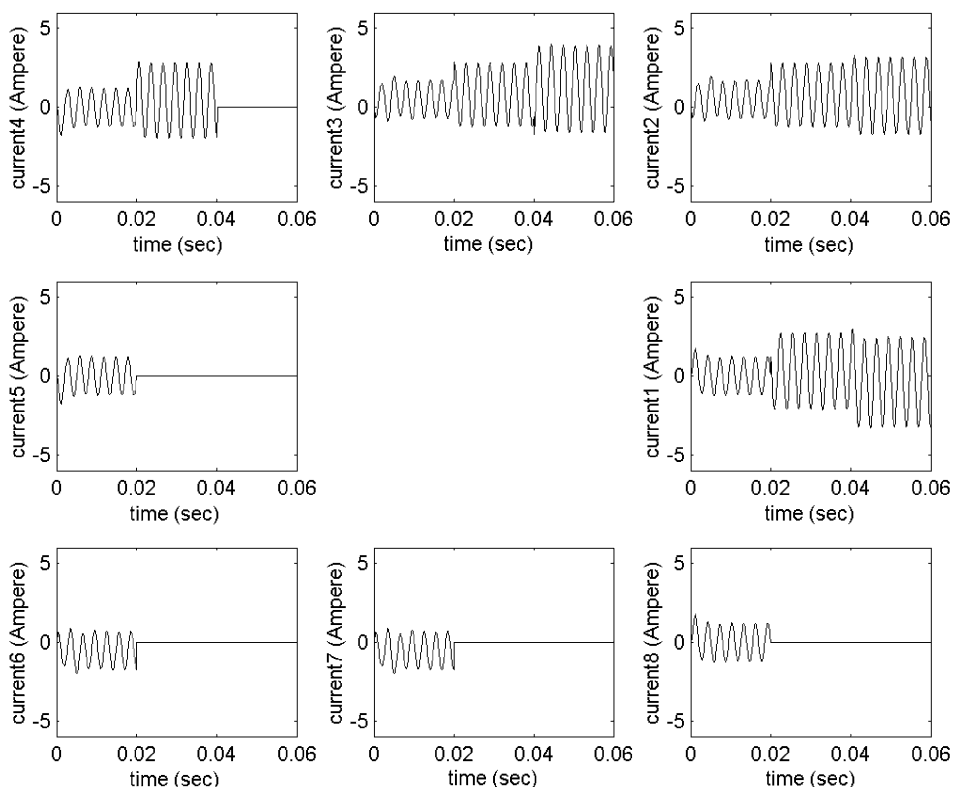 current4 (Ampere)
5
0
-5
0 0.02 0.04 0.06
time (sec)
current3 (Ampere)
5
0
-5
0 0.02 0.04 0.06
time (sec)
current2 (Ampere)
5
0
-5
0 0.02 0.04 0.06
time (sec)
current5 (Ampere)
5
0
-5
0 0.02 0.04 0.06
time (sec)
current1 (Ampere)
5
0
-5
0 0.02 0.04 0.06
time (sec)
current6 (Ampere)
5
0
-5
0 0.02 0.04 0.06
time (sec)
current7 (Ampere)
5
0
-5
0 0.02 0.04 0.06
time (sec)
current8 (Ampere)
5
0
-5
0 0.02 0.04 0.06
time (sec)